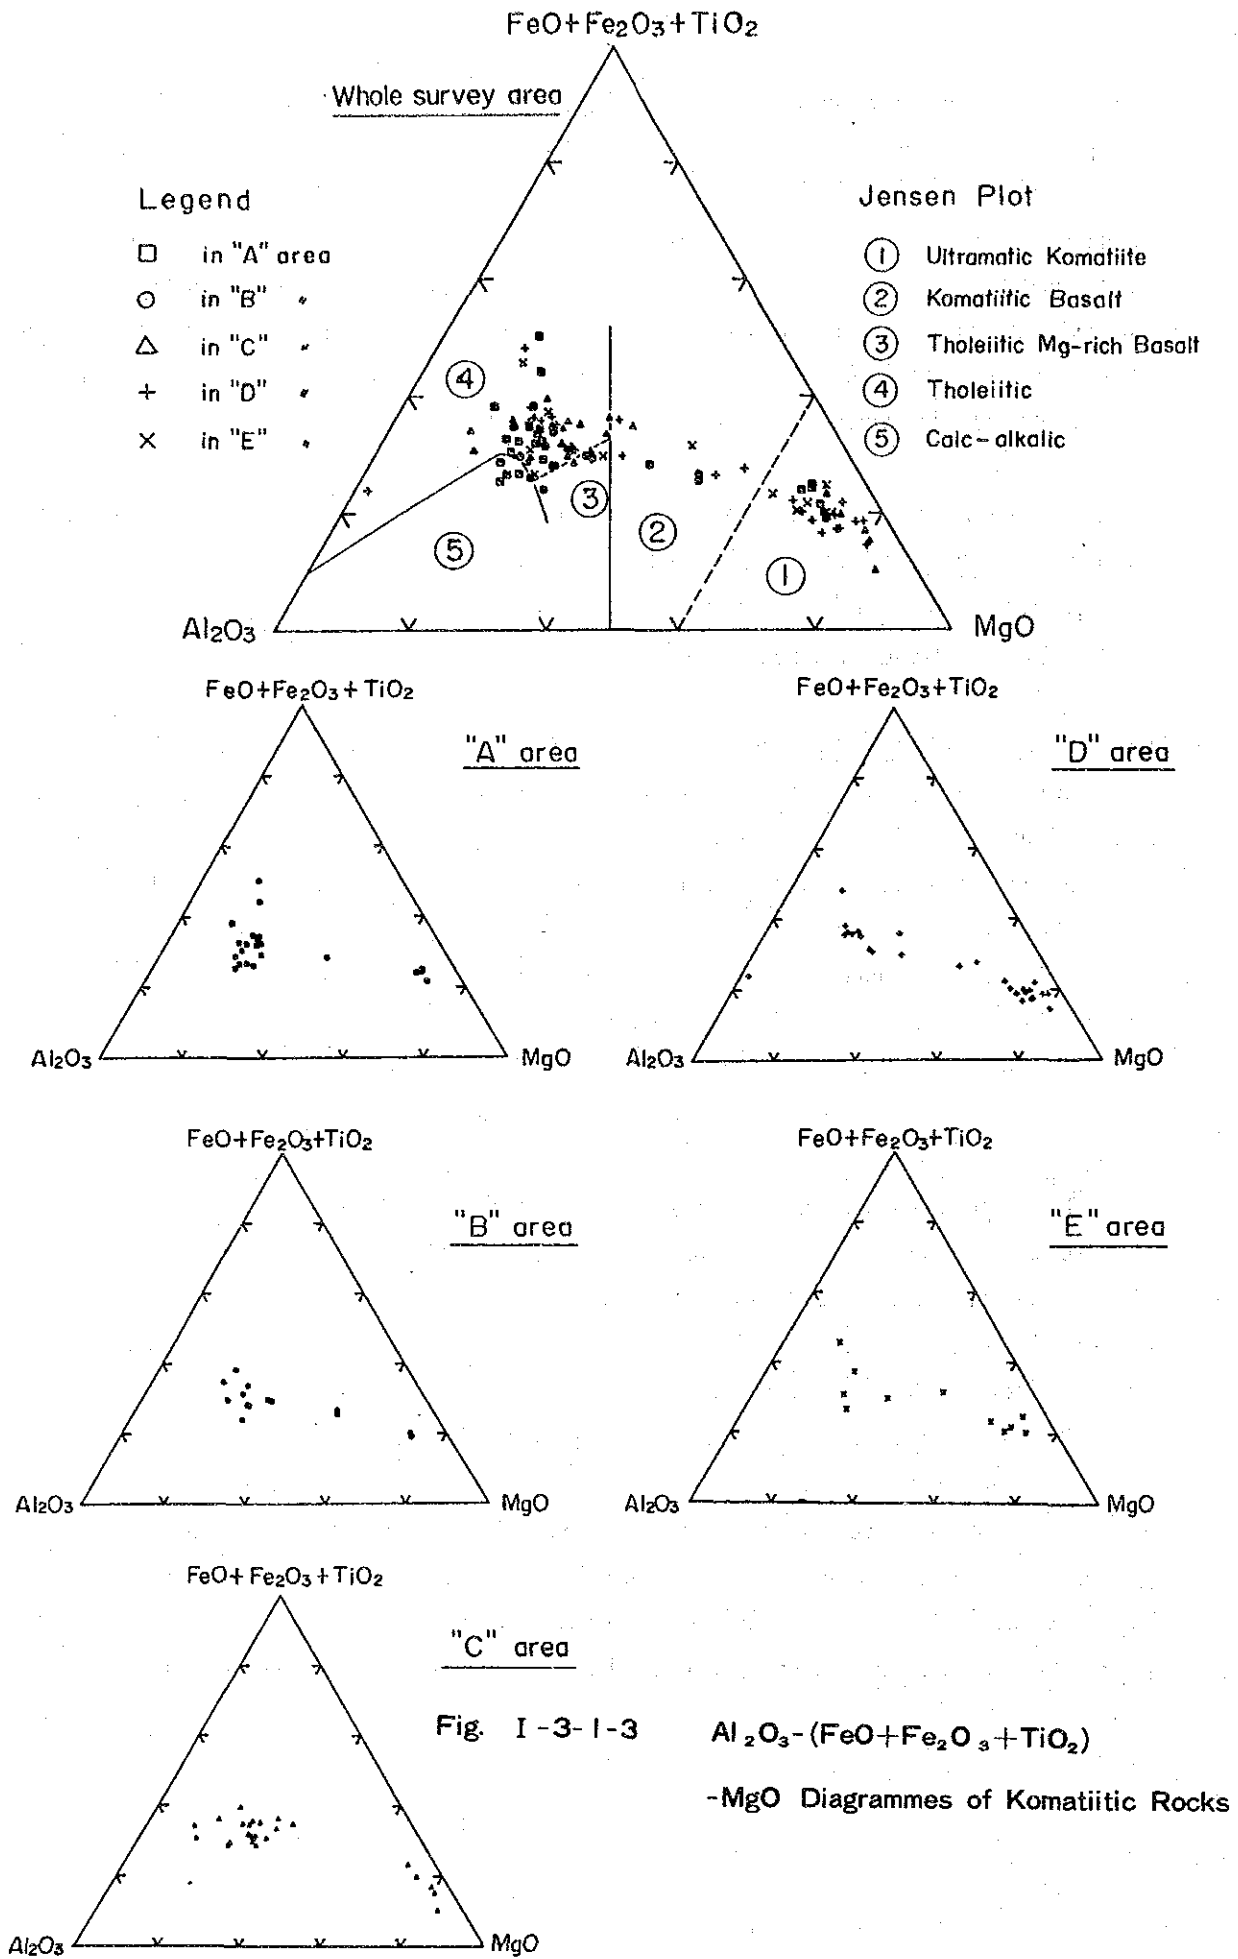 FeO+Fe₂O₃+TiO₂
Whole survey area
Legend
□ in "A" area
○ in "B" 〃
△ in "C" 〃
+ in "D" 〃
× in "E" 〃
Jensen Plot
① Ultramatic Komatiite
② Komatiitic Basalt
③ Tholeiitic Mg-rich Basalt
④ Tholeiitic
⑤ Calc-alkalic
④
③
②
⑤
①
Al₂O₃
MgO
FeO+Fe₂O₃+TiO₂
"A" area
Al₂O₃
MgO
FeO+Fe₂O₃+TiO₂
"D" area
Al₂O₃
MgO
FeO+Fe₂O₃+TiO₂
"B" area
Al₂O₃
MgO
FeO+Fe₂O₃+TiO₂
"E" area
Al₂O₃
MgO
FeO+Fe₂O₃+TiO₂
"C" area
Al₂O₃
MgO
Fig. I-3-1-3 Al₂O₃-(FeO+Fe₂O₃+TiO₂)
-MgO Diagrammes of Komatiitic Rocks